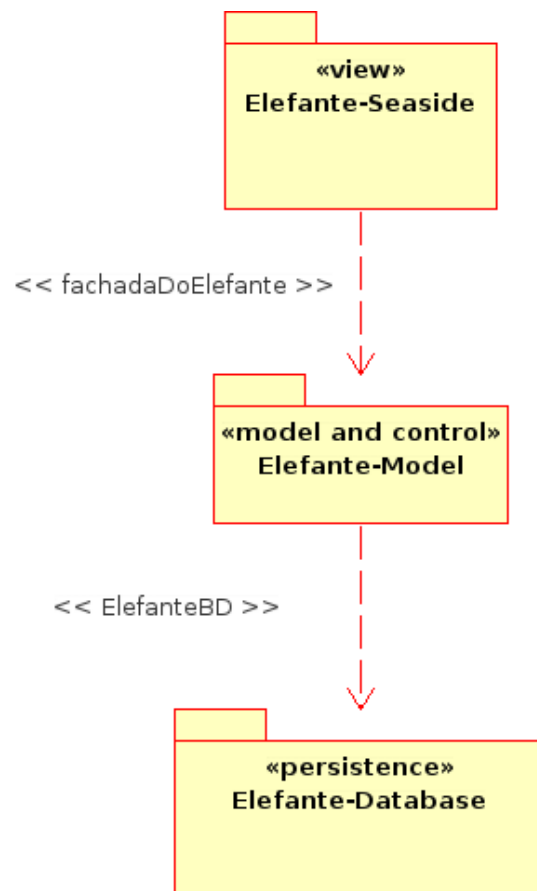 «view»
Elefante-Seaside
<< fachadaDoElefante >>
«model and control»
Elefante-Model
<< ElefanteBD >>
«persistence»
Elefante-Database